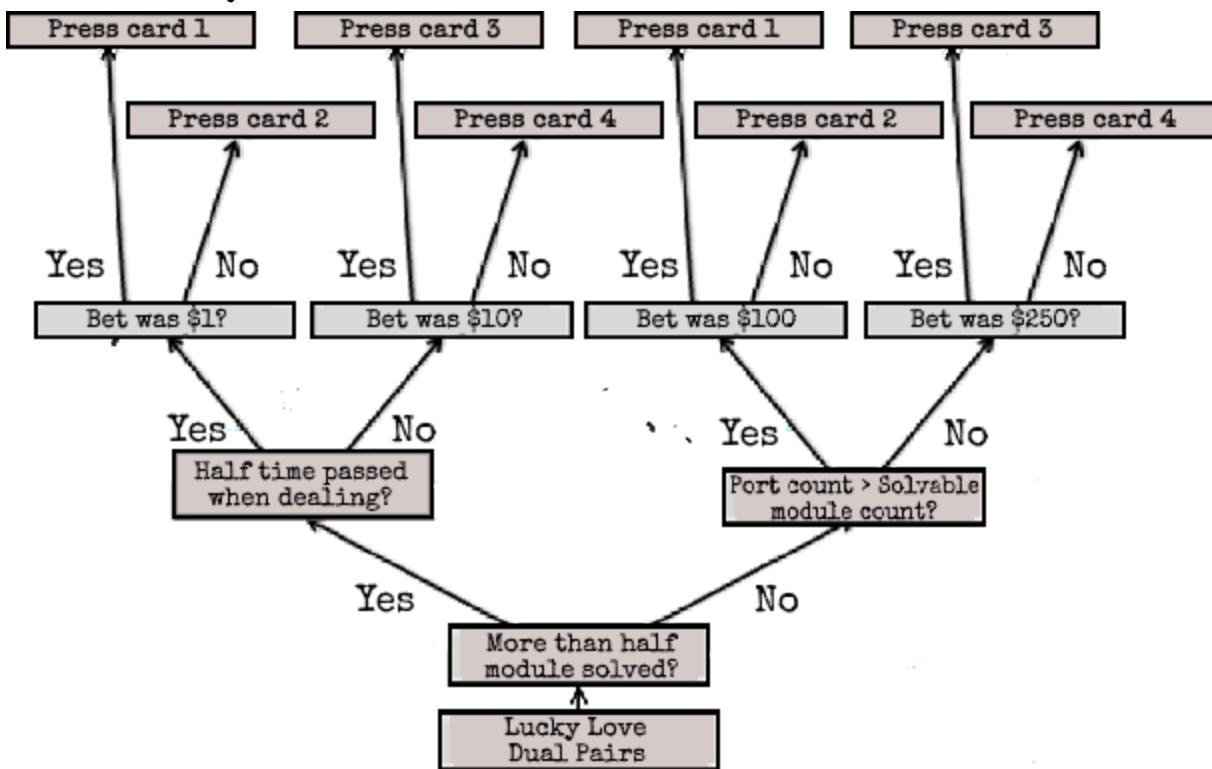 Press card 1
Press card 3
Press card 1
Press card 3
Press card 2
Press card 4
Press card 2
Press card 4
Yes
No
Yes
No
Yes
No
Yes
No
Bet was $1?
Bet was $10?
Bet was $100
Bet was $250?
Yes
No
Yes
No
Half time passed
when dealing?
Port count > Solvable
module count?
Yes
No
More than half
module solved?
Lucky Love
Dual Pairs